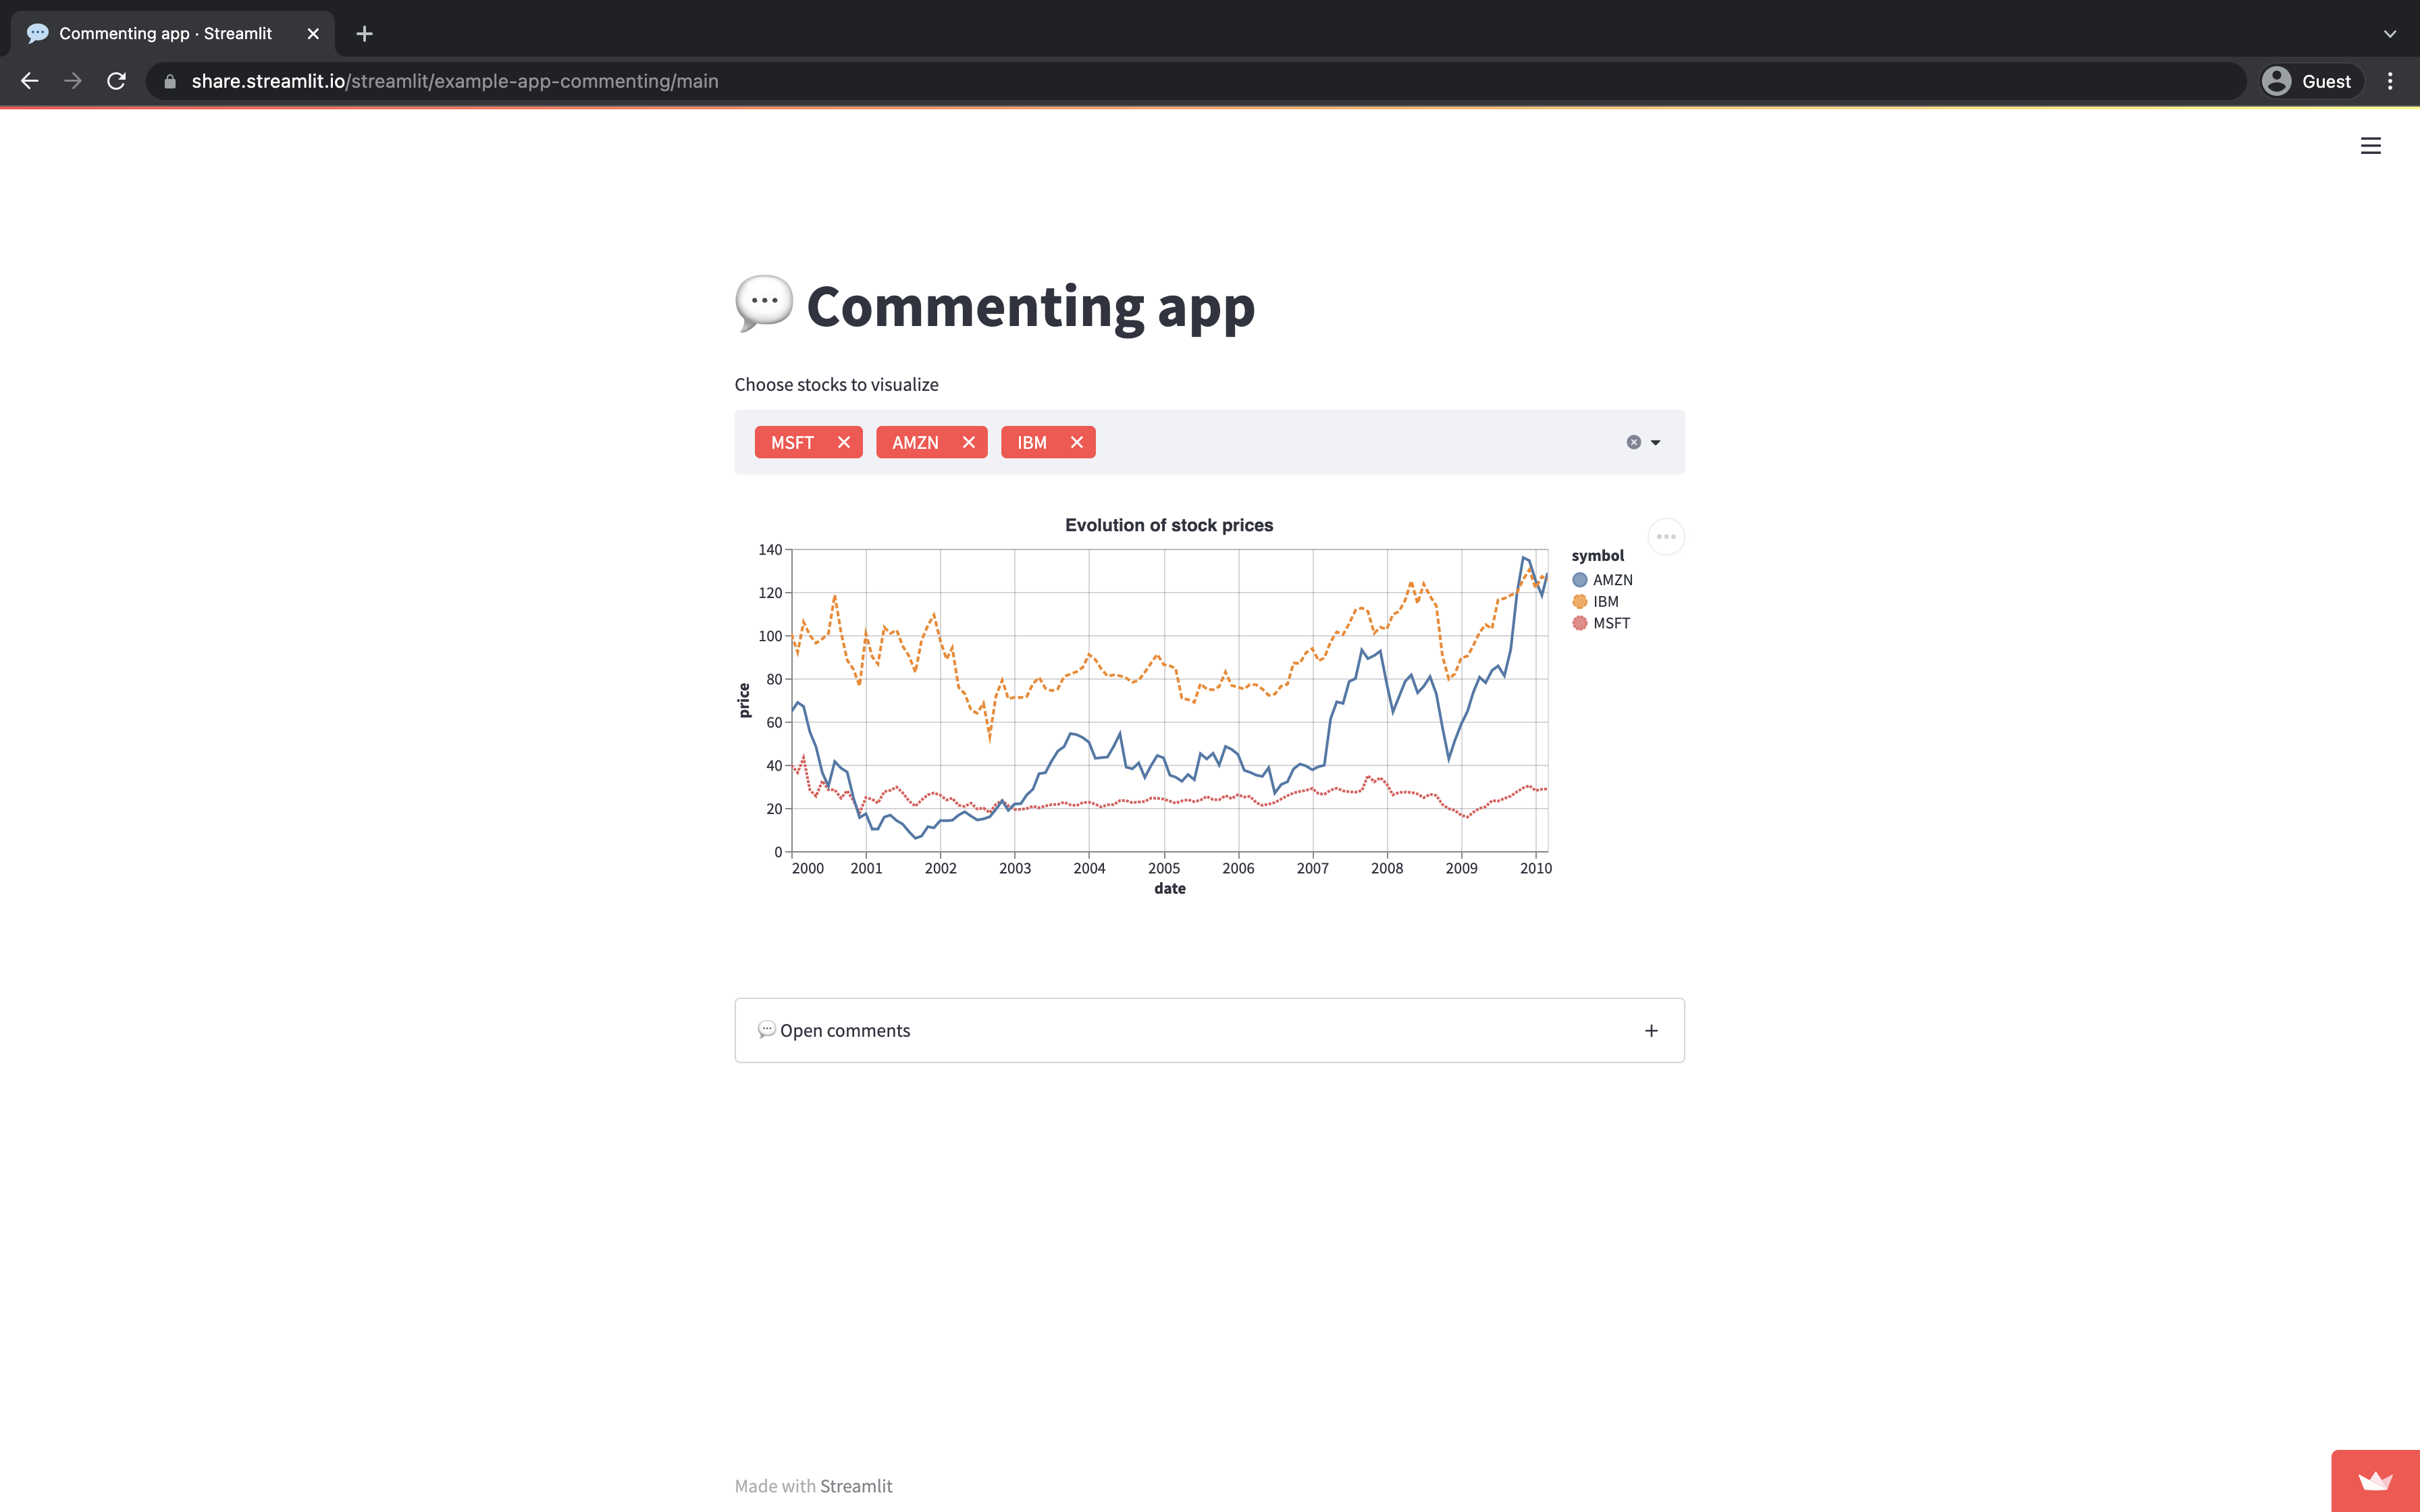 Commenting app · Streamlit
share.streamlit.io/streamlit/example-app-commenting/main
Guest
Commenting app
Choose stocks to visualize
MSFT AMZN IBM
Evolution of stock prices
140
120
100
80
60
40
20
0
price
2000 2001 2002 2003 2004 2005 2006 2007 2008 2009 2010
date
symbol
AMZN
IBM
MSFT
Open comments
Made with Streamlit